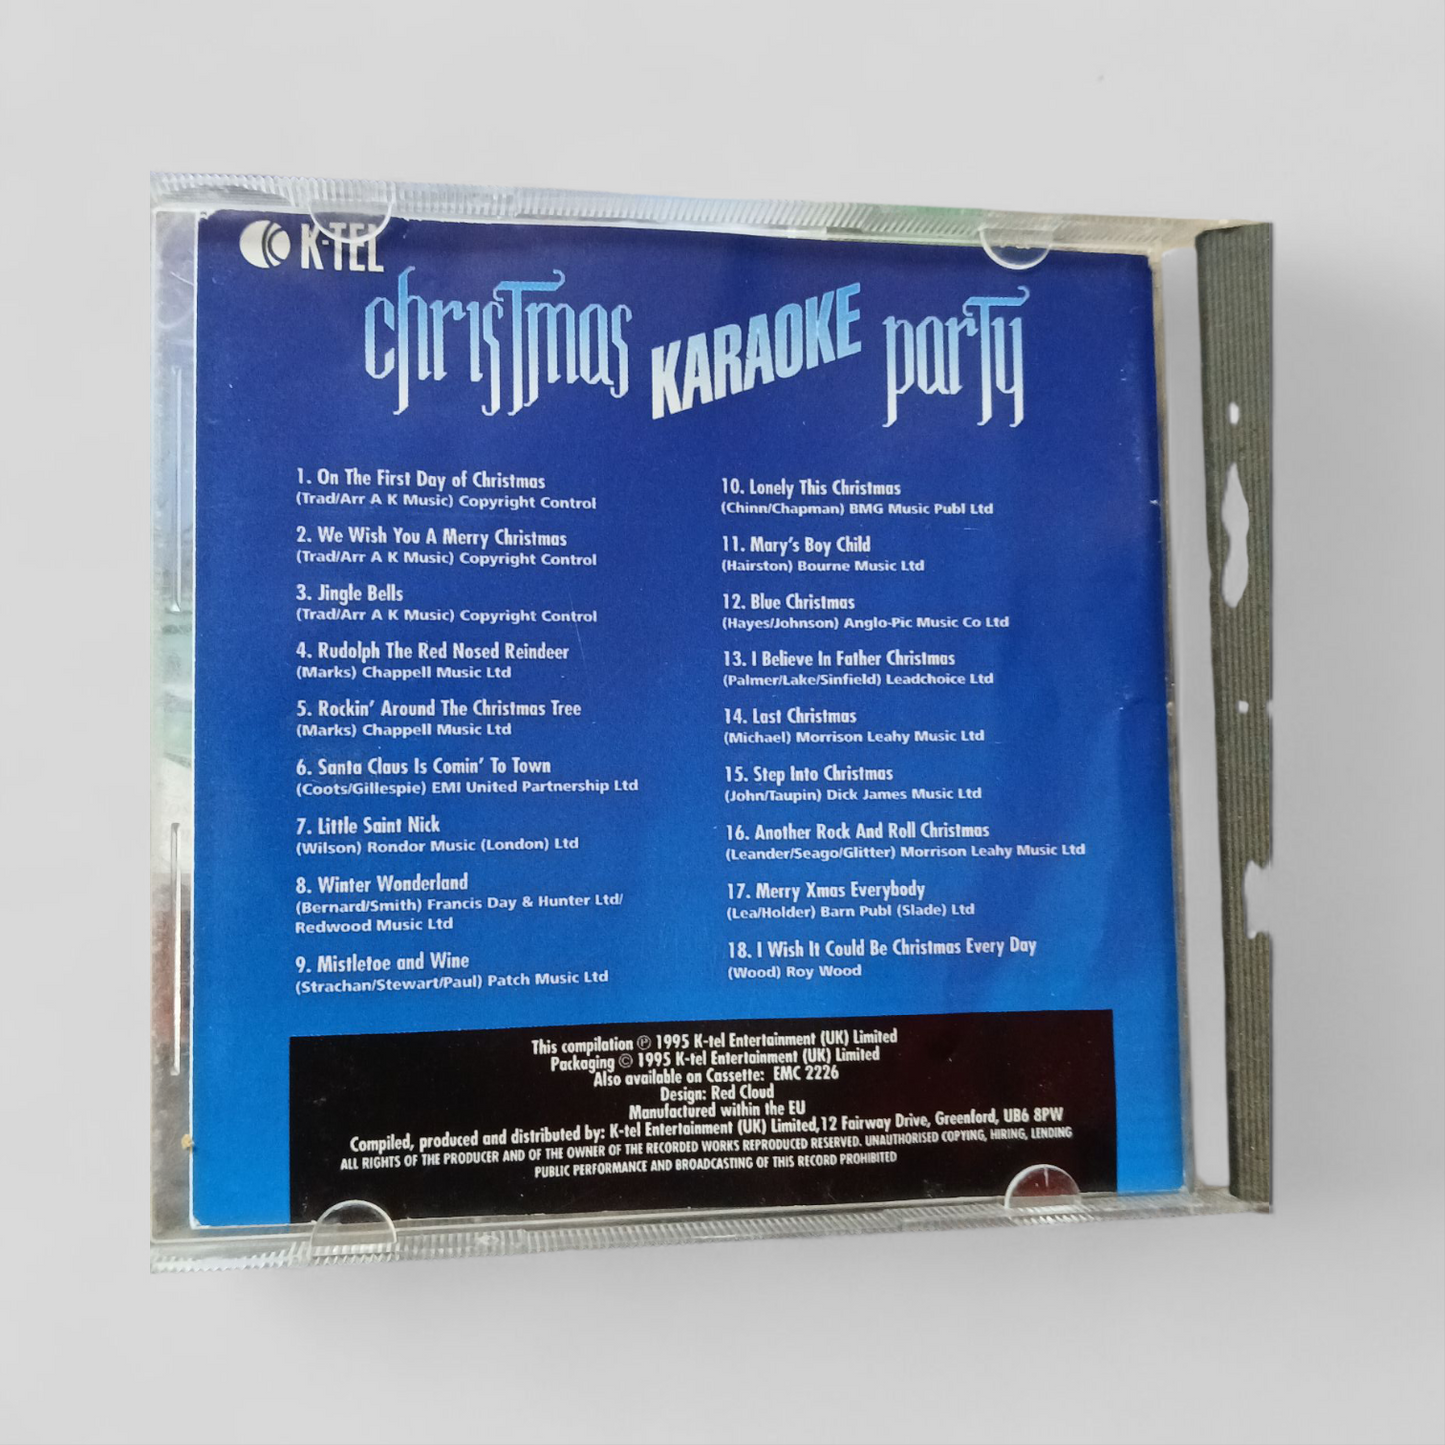 K-TEL
christmas KARAOKE party
1. On The First Day of Christmas
(Trad/Arr A K Music) Copyright Control
2. We Wish You A Merry Christmas
(Trad/Arr A K Music) Copyright Control
3. Jingle Bells
(Trad/Arr A K Music) Copyright Control
4. Rudolph The Red Nosed Reindeer
(Marks) Chappell Music Ltd
5. Rockin' Around The Christmas Tree
(Marks) Chappell Music Ltd
6. Santa Claus Is Comin' To Town
(Coots/Gillespie) EMI United Partnership Ltd
7. Little Saint Nick
(Wilson) Rondor Music (London) Ltd
8. Winter Wonderland
(Bernard/Smith) Francis Day & Hunter Ltd/
Redwood Music Ltd
9. Mistletoe and Wine
(Strachan/Stewart/Paul) Patch Music Ltd
10. Lonely This Christmas
(Chinn/Chapman) BMG Music Publ Ltd
11. Mary's Boy Child
(Hairston) Bourne Music Ltd
12. Blue Christmas
(Hayes/Johnson) Anglo-Pic Music Co Ltd
13. I Believe In Father Christmas
(Palmer/Lake/Sinfield) Leadchoice Ltd
14. Last Christmas
(Michael) Morrison Leahy Music Ltd
15. Step Into Christmas
(John/Taupin) Dick James Music Ltd
16. Another Rock And Roll Christmas
(Leander/Seago/Glitter) Morrison Leahy Music Ltd
17. Merry Xmas Everybody
(Lea/Holder) Barn Publ (Slade) Ltd
18. I Wish It Could Be Christmas Every Day
(Wood) Roy Wood
This compilation ℗ 1995 K-tel Entertainment (UK) Limited
Packaging © 1995 K-tel Entertainment (UK) Limited
Also available on Cassette: EMC 2226
Design: Red Cloud
Manufactured within the EU
Compiled, produced and distributed by: K-tel Entertainment (UK) Limited,12 Fairway Drive, Greenford, UB6 8PW
ALL RIGHTS OF THE PRODUCER AND OF THE OWNER OF THE RECORDED WORKS REPRODUCED RESERVED. UNAUTHORISED COPYING, HIRING, LENDING
PUBLIC PERFORMANCE AND BROADCASTING OF THIS RECORD PROHIBITED